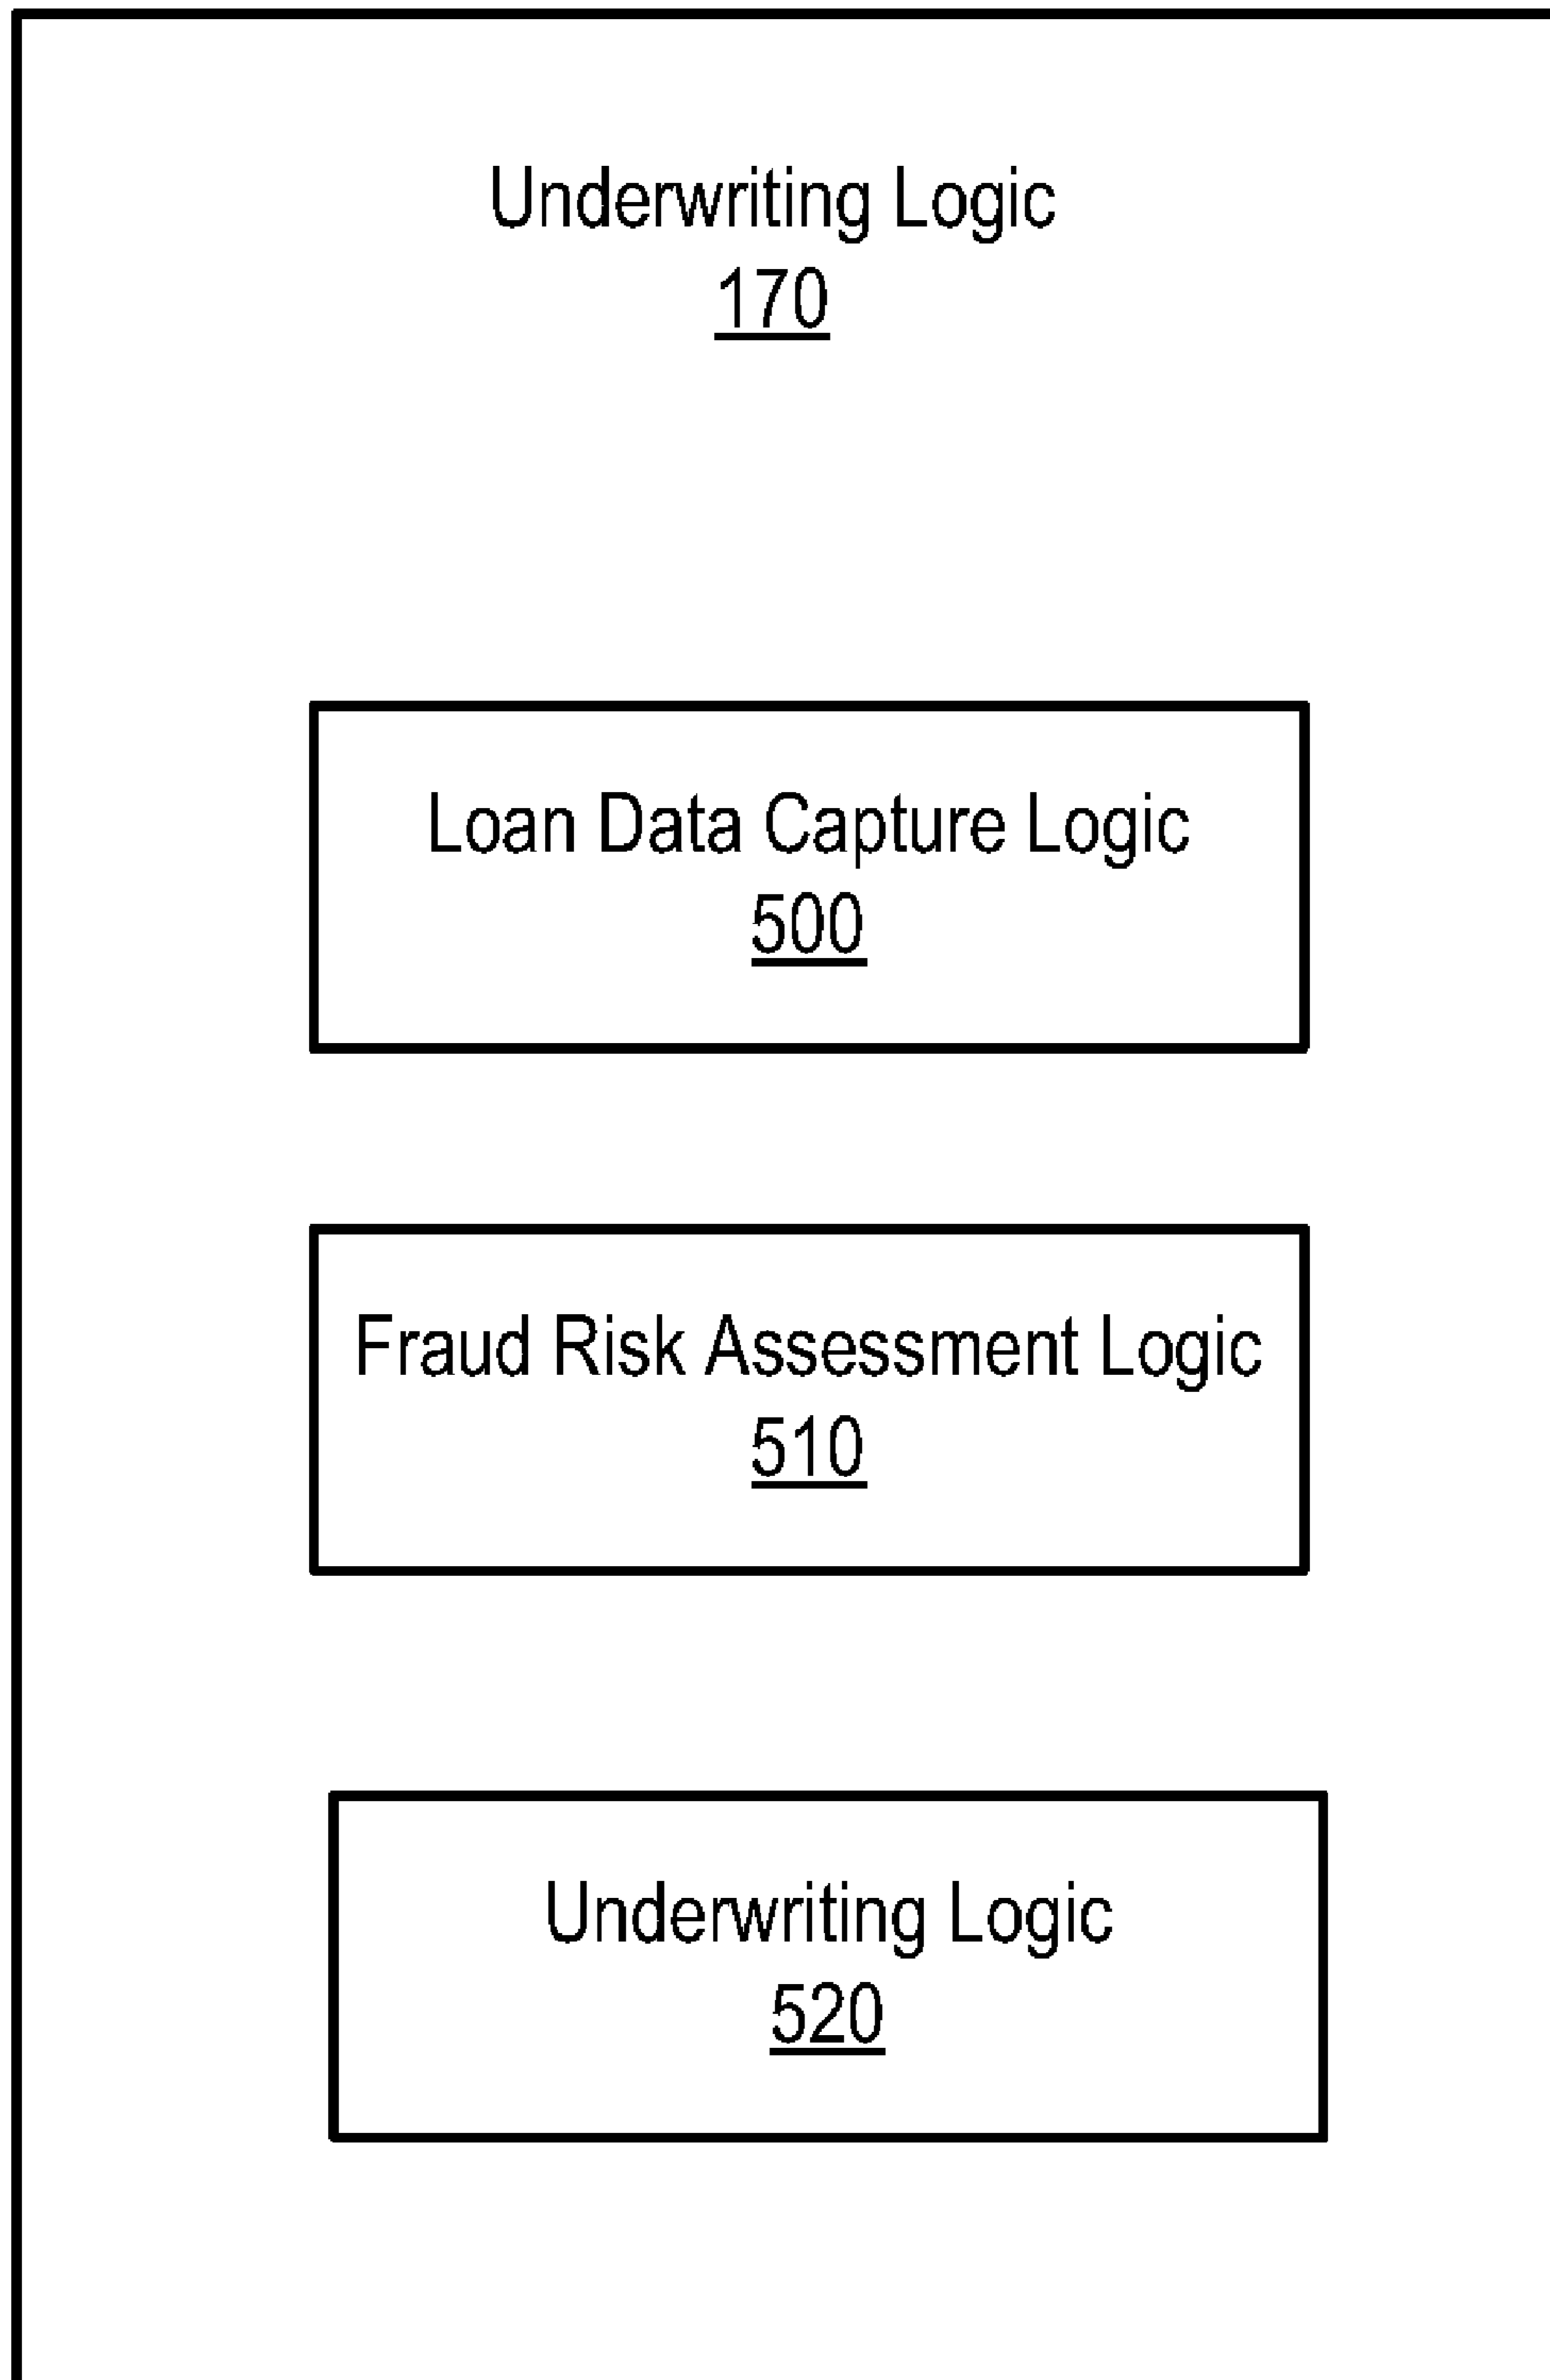 Underwriting Logic
170
Loan Data Capture Logic
500
Fraud Risk Assessment Logic
510
Underwriting Logic
520